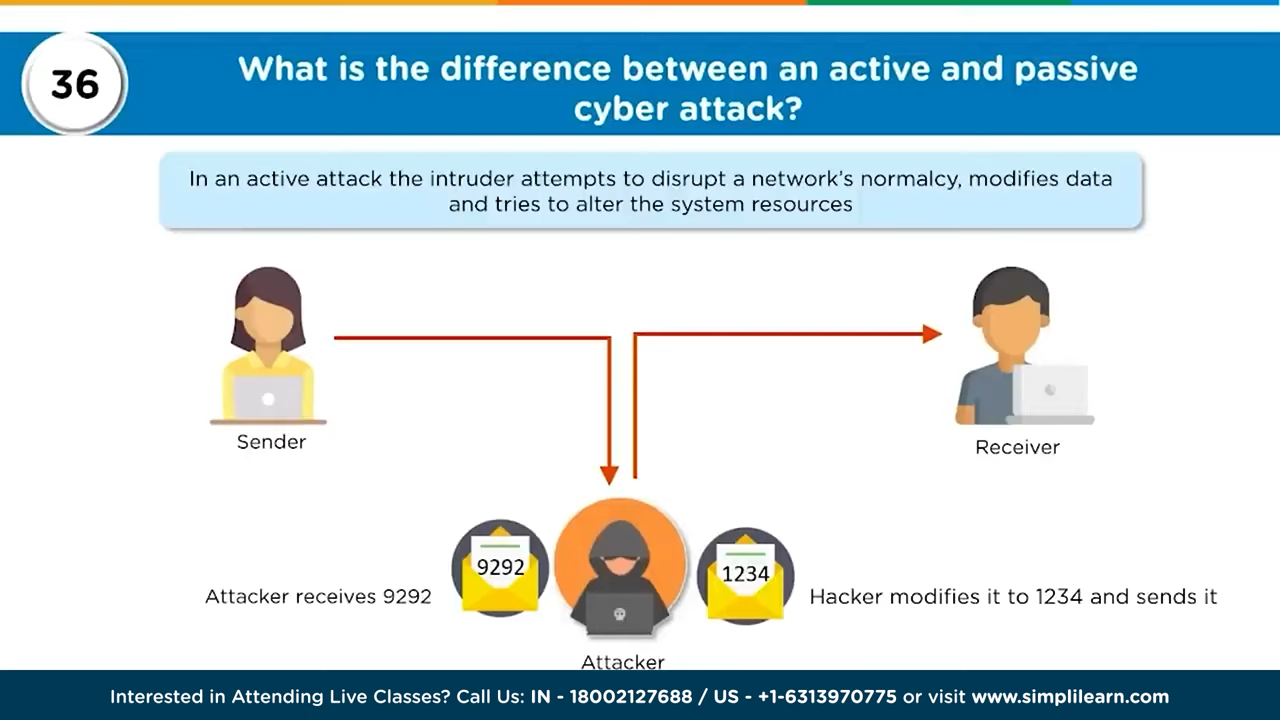 36
What is the difference between an active and passive
cyber attack?
In an active attack the intruder attempts to disrupt a network's normalcy, modifies data
and tries to alter the system resources
Sender
Receiver
9292
1234
Attacker receives 9292
Hacker modifies it to 1234 and sends it
Attacker
Interested in Attending Live Classes? Call Us: IN - 18002127688 / US - +1-6313970775 or visit www.simplilearn.com